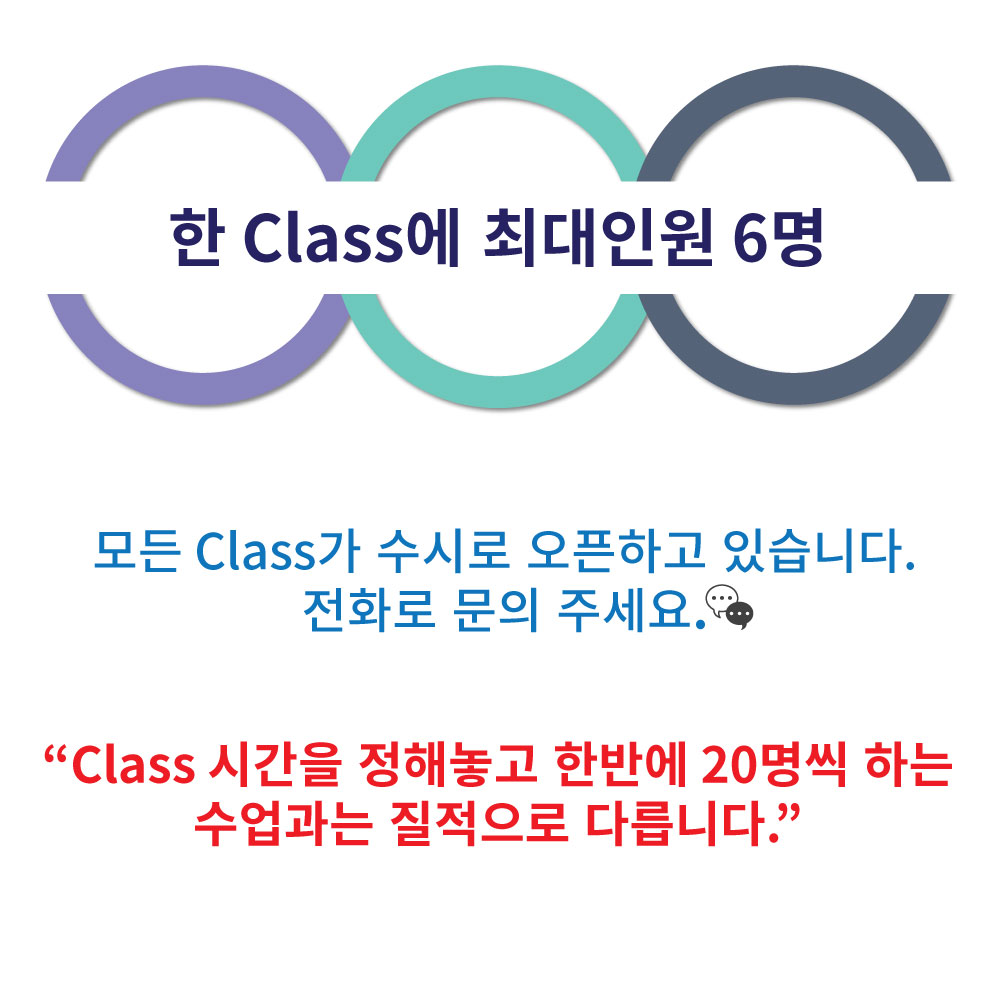 한 Class에 최대인원 6명
모든 Class가 수시로 오픈하고 있습니다.
전화로 문의 주세요.
“Class 시간을 정해놓고 한반에 20명씩 하는
수업과는 질적으로 다릅니다.”